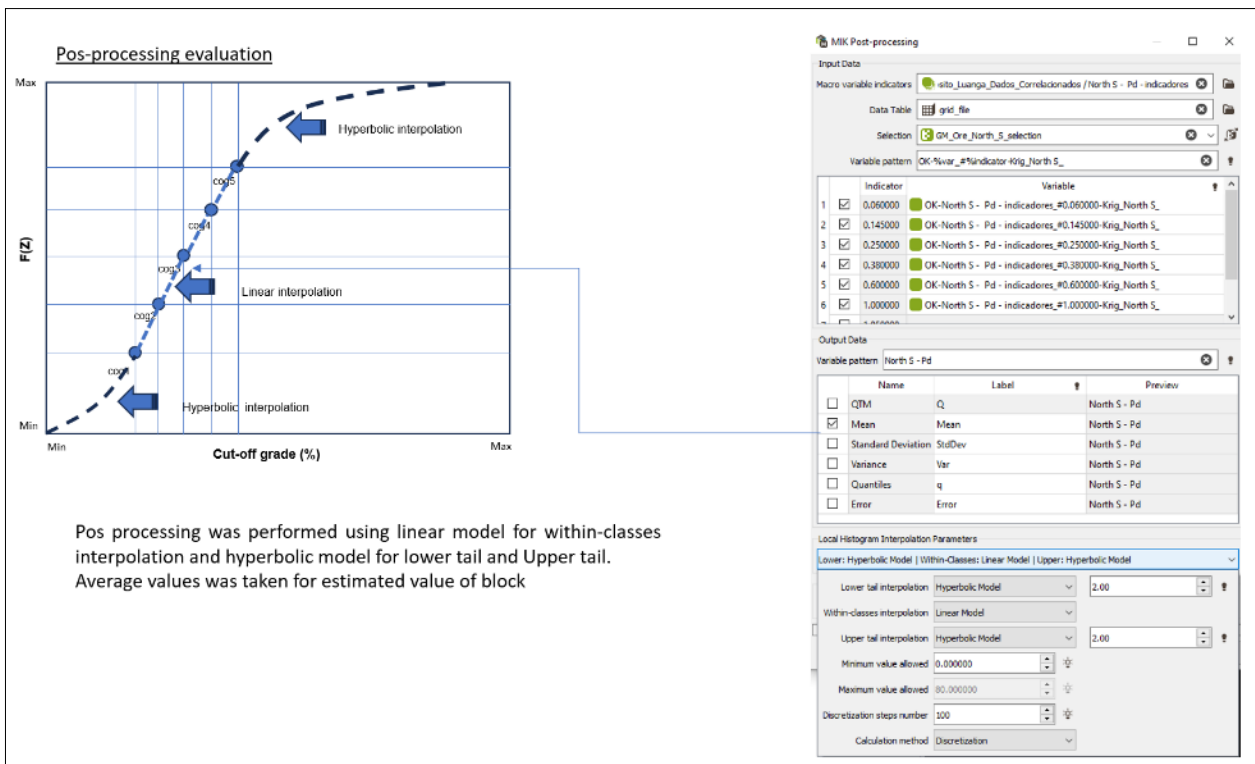 Pos-processing evaluation
Max
F(Z)
Hyperbolic interpolation
cog5
cog4
cog3
Linear interpolation
cog2
cog1
Hyperbolic interpolation
Min
Min
Cut-off grade (%)
Max
Pos processing was performed using linear model for within-classes
interpolation and hyperbolic model for lower tail and Upper tail.
Average values was taken for estimated value of block
MIK Post-processing
Input Data
Macro variable indicators -sito_Luanga_Dados_Correlacionados / North S - Pd - indicadores
Data Table grid_file
Selection GM_Ore_North_S_selection
Variable pattern OK-%var_#%indicator-Krig_North S_
Indicator Variable
1 0.060000 OK-North S - Pd - indicadores_#0.060000-Krig_North S_
2 0.145000 OK-North S - Pd - indicadores_#0.145000-Krig_North S_
3 0.250000 OK-North S - Pd - indicadores_#0.250000-Krig_North S_
4 0.380000 OK-North S - Pd - indicadores_#0.380000-Krig_North S_
5 0.600000 OK-North S - Pd - indicadores_#0.600000-Krig_North S_
6 1.000000 OK-North S - Pd - indicadores_#1.000000-Krig_North S_
Output Data
Variable pattern North S - Pd
Name Label Preview
QTM Q North S - Pd
Mean Mean North S - Pd
Standard Deviation StdDev North S - Pd
Variance Var North S - Pd
Quantiles q North S - Pd
Error Error North S - Pd
Local Histogram Interpolation Parameters
Lower: Hyperbolic Model | Within-Classes: Linear Model | Upper: Hyperbolic Model
Lower tail interpolation Hyperbolic Model 2.00
Within-classes interpolation Linear Model
Upper tail interpolation Hyperbolic Model 2.00
Minimum value allowed 0.000000
Maximum value allowed 80.000000
Discretization steps number 100
Calculation method Discretization